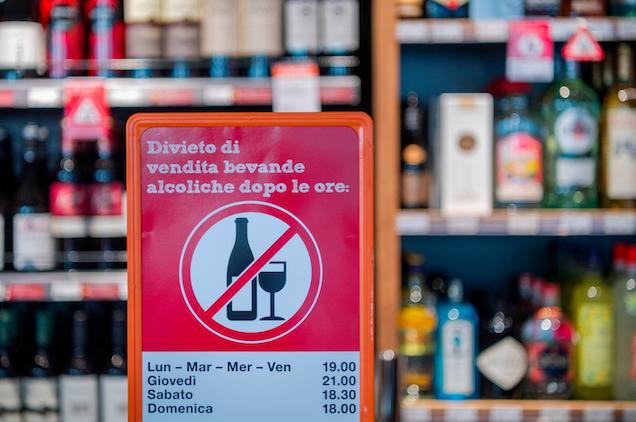 Divieto di
vendita bevande
alcoliche dopo le ore:
Lun – Mar – Mer – Ven 19.00
Giovedì 21.00
Sabato 18.30
Domenica 18.00